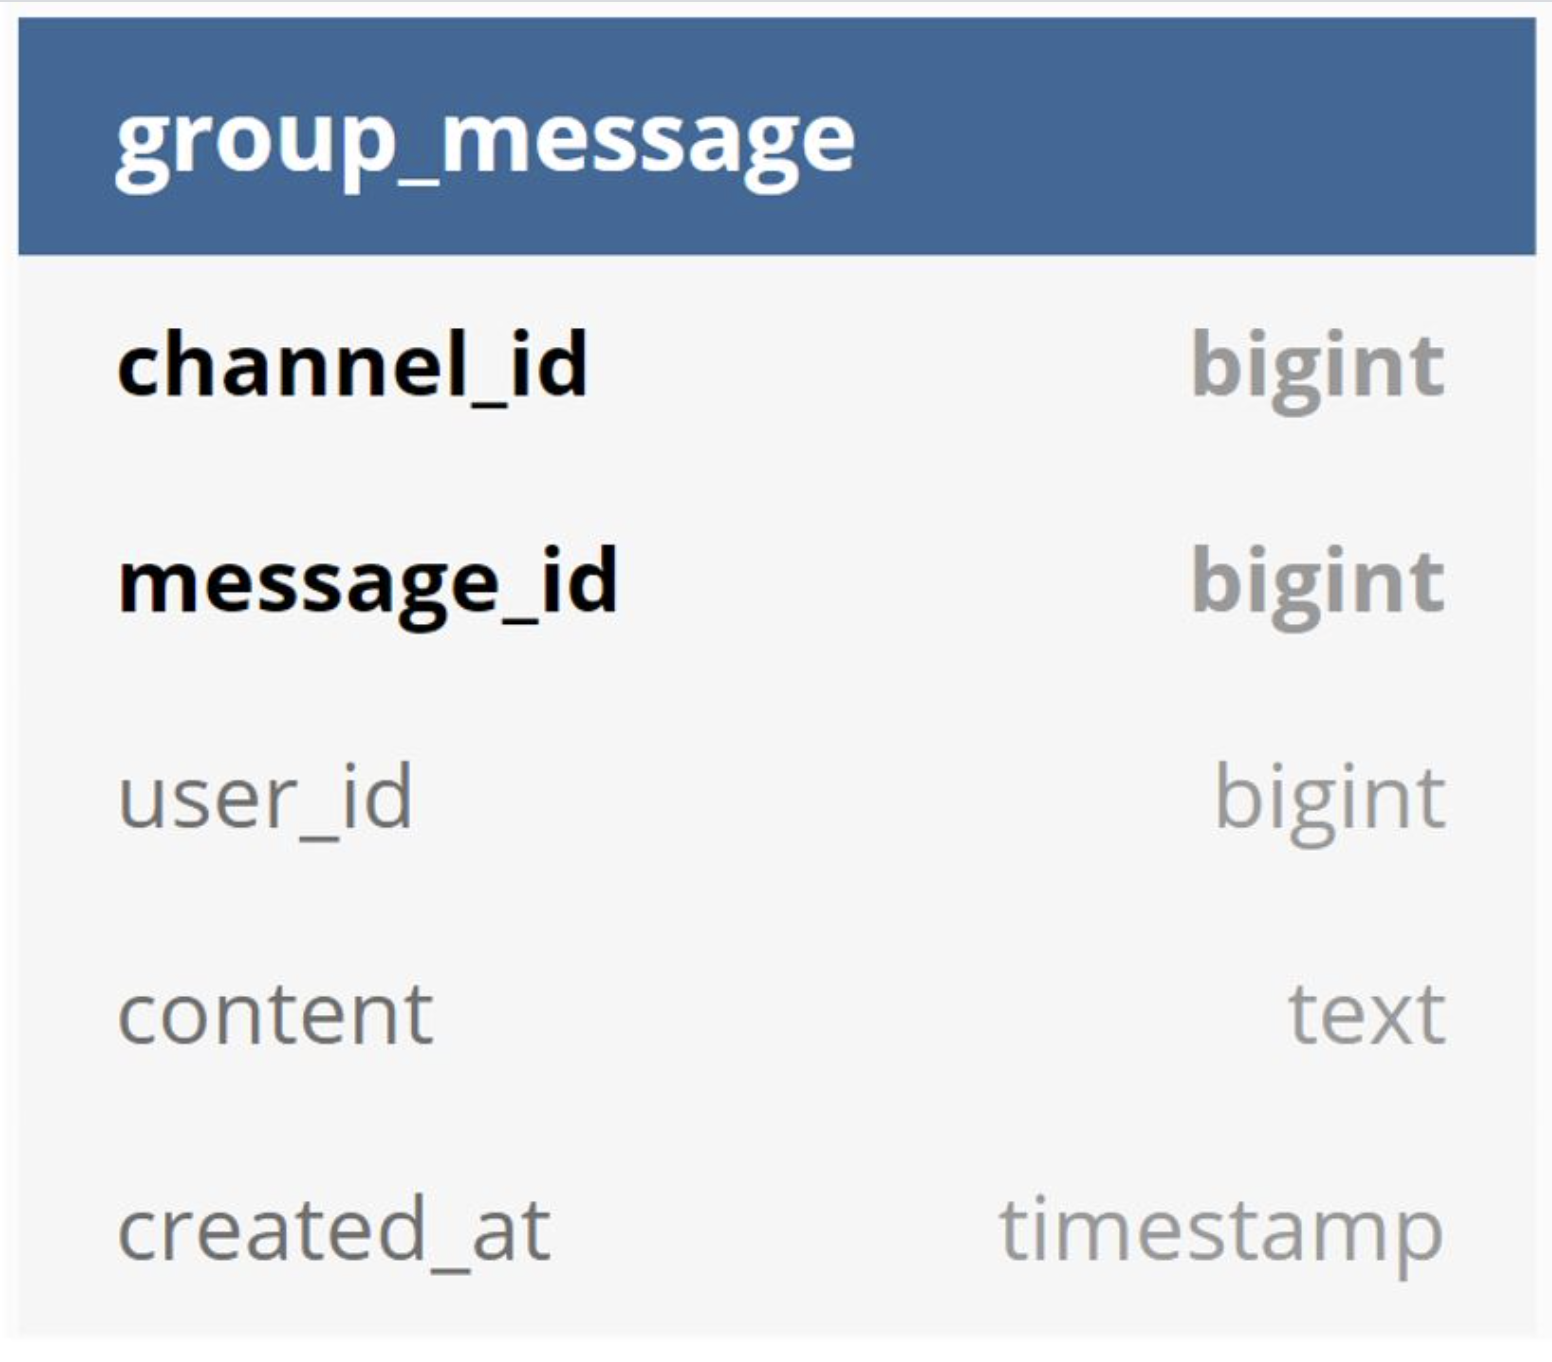 group_message
channel_id bigint
message_id bigint
user_id bigint
content text
created_at timestamp